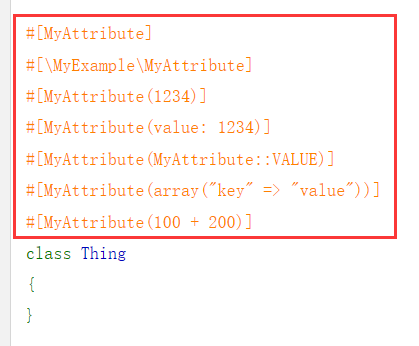 #[MyAttribute]
#[\MyExample\MyAttribute]
#[MyAttribute(1234)]
#[MyAttribute(value: 1234)]
#[MyAttribute(MyAttribute::VALUE)]
#[MyAttribute(array("key" => "value"))]
#[MyAttribute(100 + 200)]
class Thing
{
}